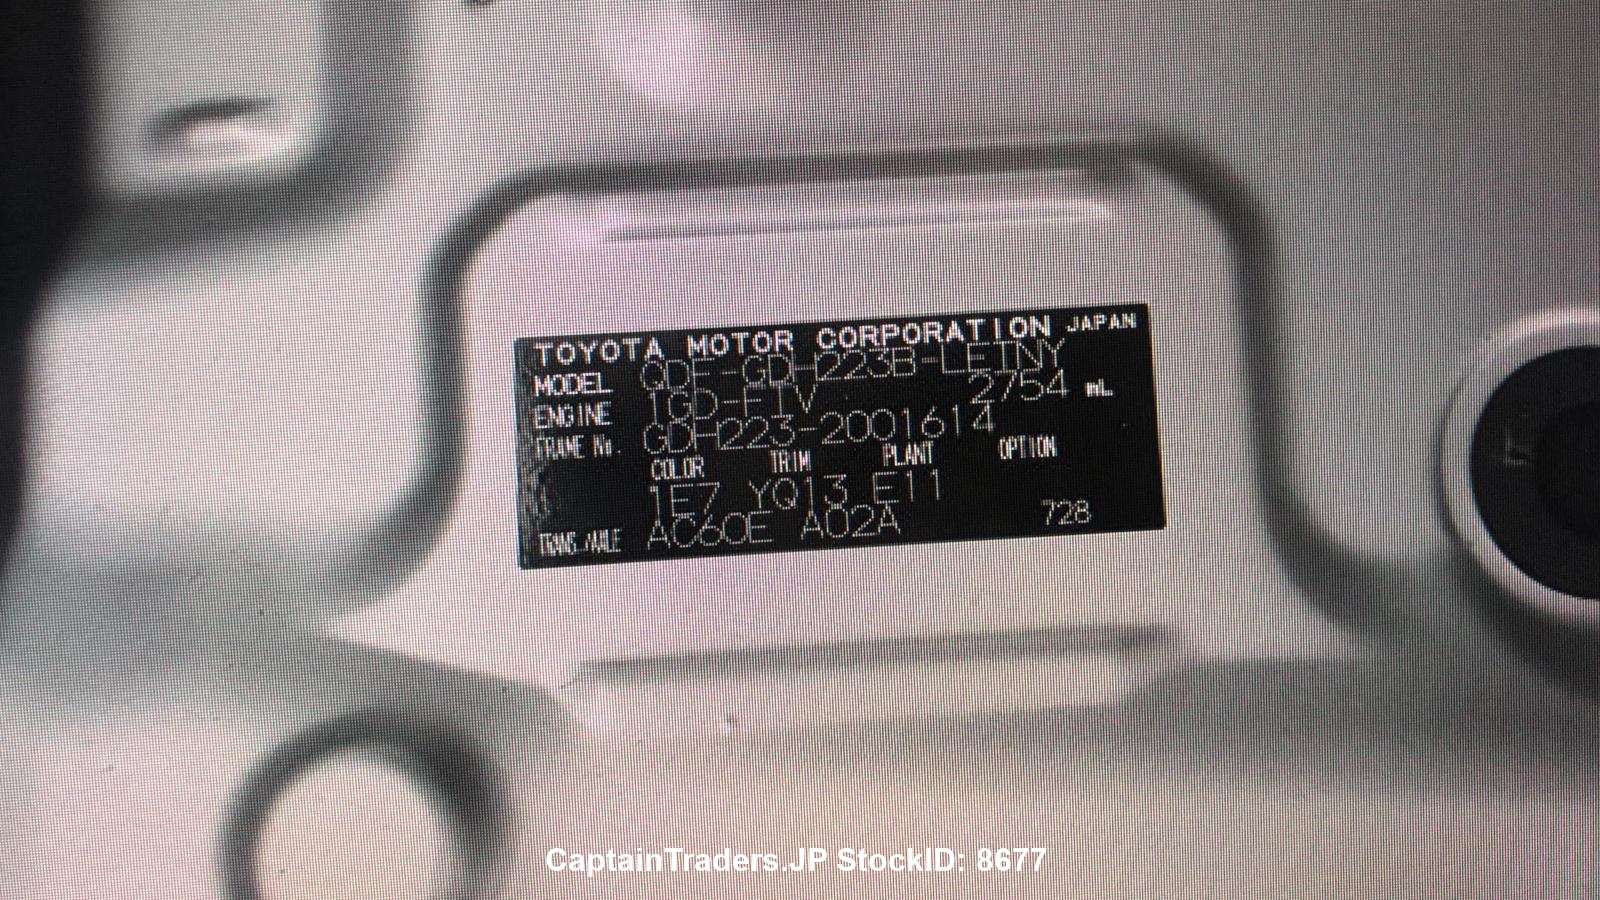 TOYOTA MOTOR CORPORATION JAPAN
MODEL QDF-GDH223B-LETNY
ENGINE 1GD-FTV 2754 mL
FRAME No. GDH223-2001614
COLOR TRIM PLANT OPTION
1E7 YQ13 E11
TRANS./AXLE AC60E A02A 728
CaptainTraders.JP StockID: 8677